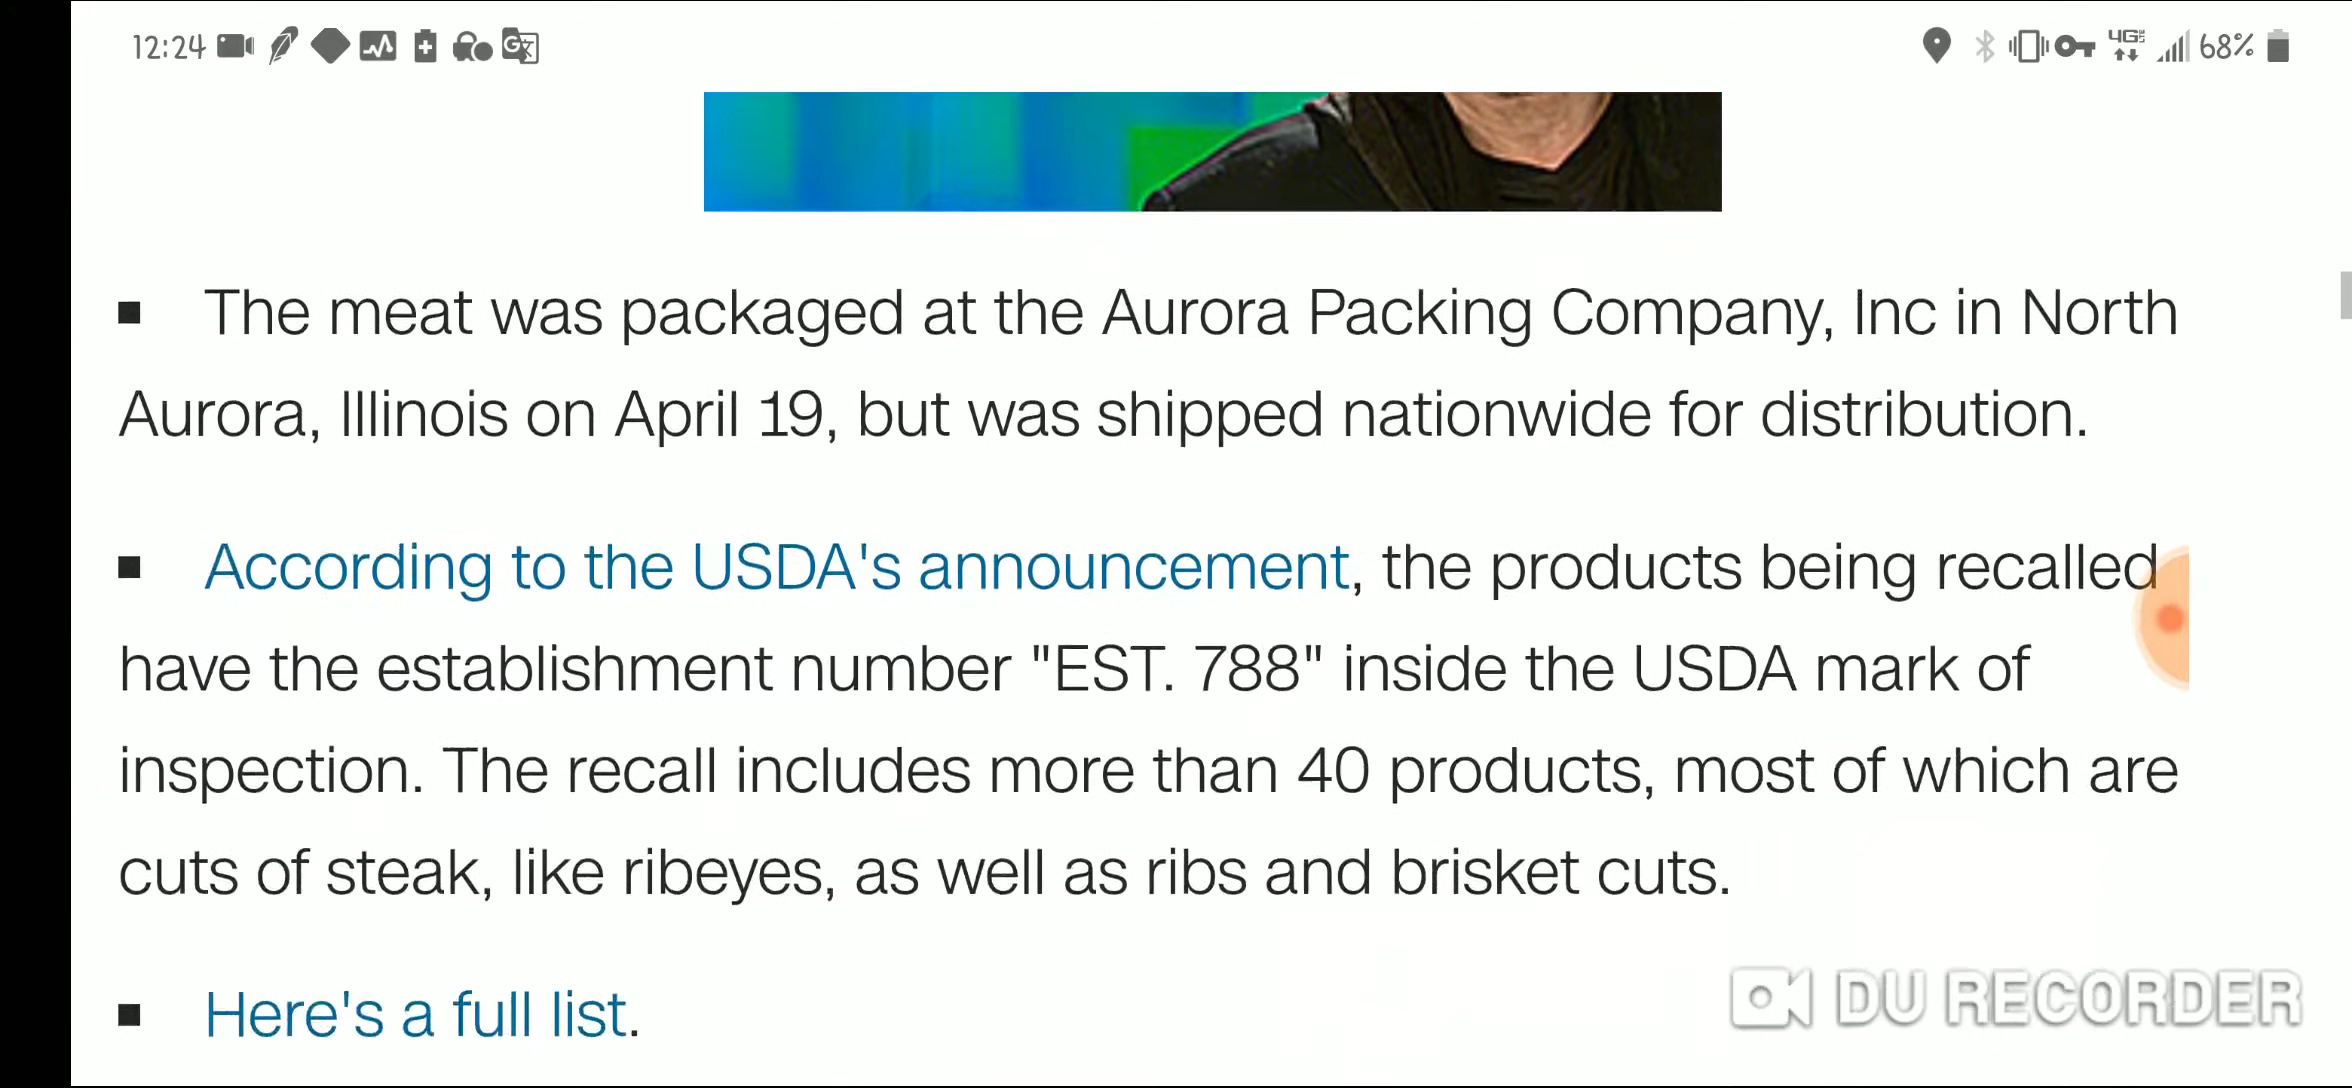 12:24
4G 68%
▪ The meat was packaged at the Aurora Packing Company, Inc in North
Aurora, Illinois on April 19, but was shipped nationwide for distribution.
▪ According to the USDA's announcement, the products being recalled
have the establishment number "EST. 788" inside the USDA mark of
inspection. The recall includes more than 40 products, most of which are
cuts of steak, like ribeyes, as well as ribs and brisket cuts.
▪ Here's a full list.
DU RECORDER